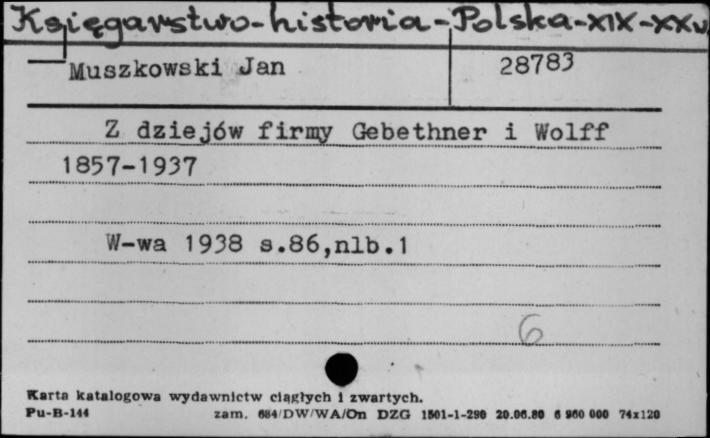 Księgarstwo-historia-Polska-XIX-XXw
Muszkowski Jan 28783
Z dziejów firmy Gebethner i Wolff
1857-1937
W-wa 1938 s.86,nlb.1
6
Karta katalogowa wydawnictw ciągłych i zwartych.
Pu-B-144 zam. 684/DW/WA/On DZG 1501-1-290 20.06.80 6 960 000 74x120